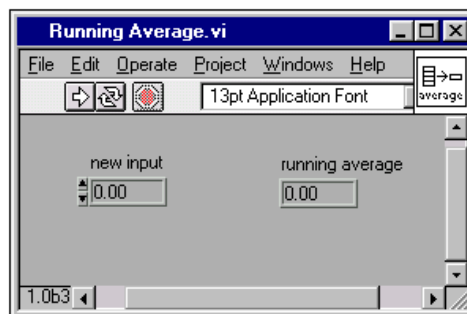 Running Average.vi
File Edit Operate Project Windows Help
13pt Application Font
average
new input running average
0.00 0.00
1.0b3